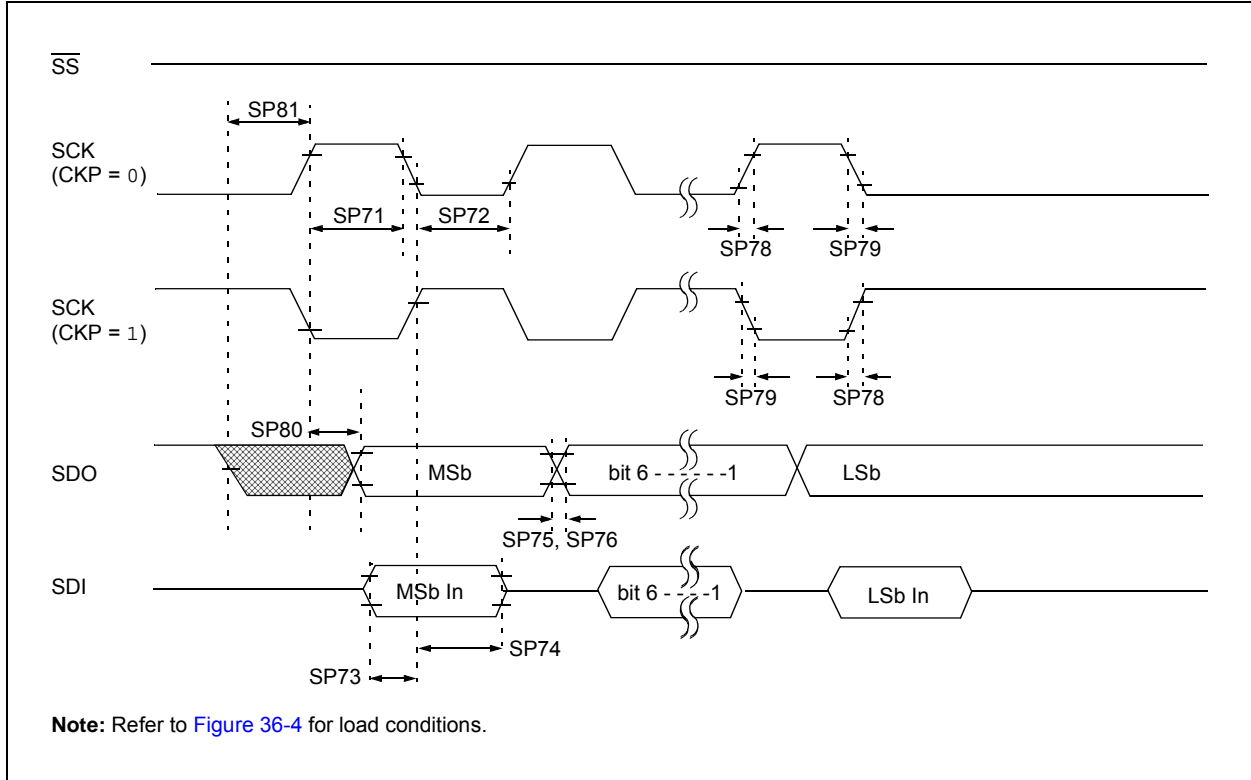 SS
SP81
SCK
(CKP = 0)
SP71
SP72
SP78
SP79
SCK
(CKP = 1)
SP79
SP78
SP80
SDO
MSb
bit 6 - - - - - -1
LSb
SP75, SP76
SDI
MSb In
bit 6 - - - -1
LSb In
SP74
SP73
Note: Refer to Figure 36-4 for load conditions.